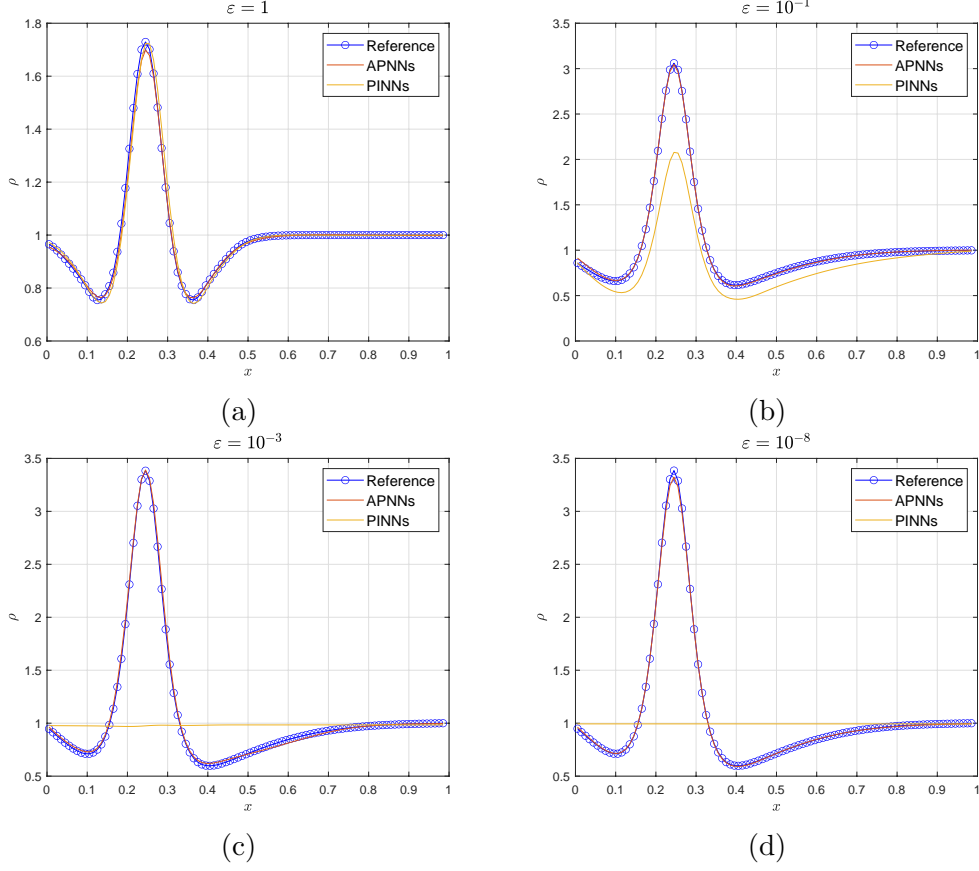 ε = 1
1.8
1.6
1.4
1.2
1
0.8
0.6
ρ
Reference
APNNs
PINNs
0 0.1 0.2 0.3 0.4 0.5 0.6 0.7 0.8 0.9 1
x
(a)
ε = 10⁻¹
3.5
3
2.5
2
1.5
1
0.5
0
ρ
Reference
APNNs
PINNs
0 0.1 0.2 0.3 0.4 0.5 0.6 0.7 0.8 0.9 1
x
(b)
ε = 10⁻³
3.5
3
2.5
2
1.5
1
0.5
ρ
Reference
APNNs
PINNs
0 0.1 0.2 0.3 0.4 0.5 0.6 0.7 0.8 0.9 1
x
(c)
ε = 10⁻⁸
3.5
3
2.5
2
1.5
1
0.5
ρ
Reference
APNNs
PINNs
0 0.1 0.2 0.3 0.4 0.5 0.6 0.7 0.8 0.9 1
x
(d)